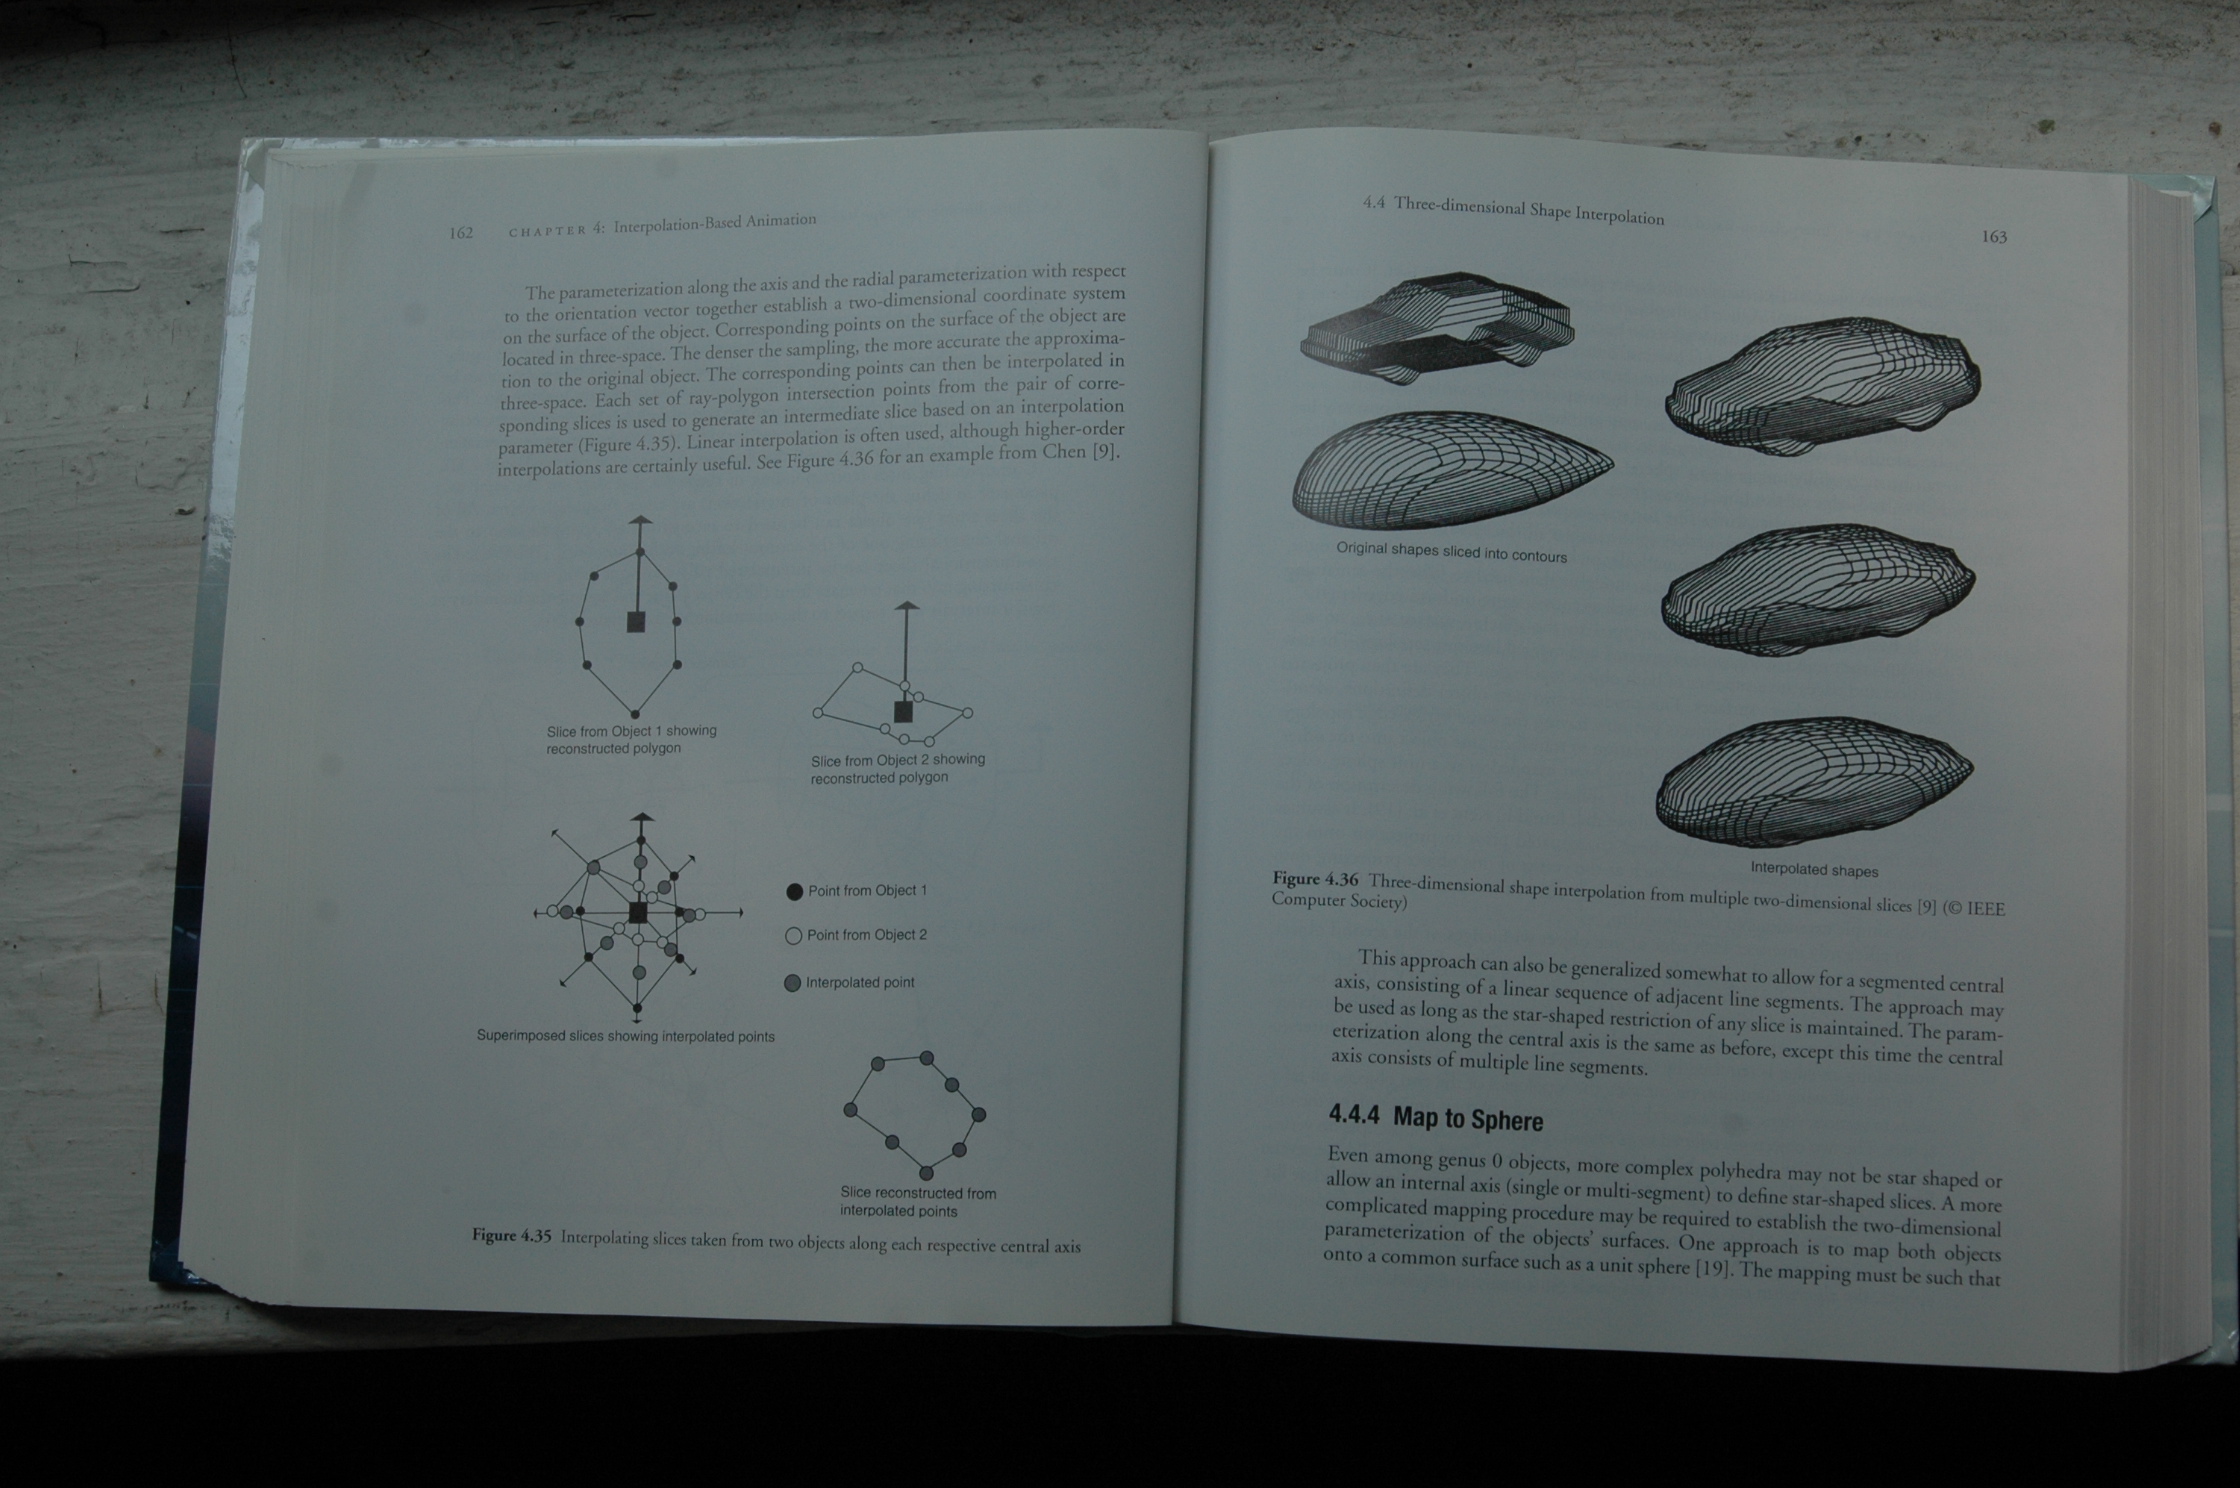 162 CHAPTER 4: Interpolation-Based Animation
The parameterization along the axis and the radial parameterization with respect
to the orientation vector together establish a two-dimensional coordinate system
on the surface of the object. Corresponding points on the surface of the object are
located in three-space. The denser the sampling, the more accurate the approxima-
tion to the original object. The corresponding points can then be interpolated in
three-space. Each set of ray-polygon intersection points from the pair of corre-
sponding slices is used to generate an intermediate slice based on an interpolation
parameter (Figure 4.35). Linear interpolation is often used, although higher-order
interpolations are certainly useful. See Figure 4.36 for an example from Chen [9].
Slice from Object 1 showing
reconstructed polygon
Slice from Object 2 showing
reconstructed polygon
Point from Object 1
Point from Object 2
Interpolated point
Superimposed slices showing interpolated points
Slice reconstructed from
interpolated points
Figure 4.35 Interpolating slices taken from two objects along each respective central axis
4.4 Three-dimensional Shape Interpolation
163
Original shapes sliced into contours
Interpolated shapes
Figure 4.36 Three-dimensional shape interpolation from multiple two-dimensional slices [9] (© IEEE
Computer Society)
This approach can also be generalized somewhat to allow for a segmented central
axis, consisting of a linear sequence of adjacent line segments. The approach may
be used as long as the star-shaped restriction of any slice is maintained. The param-
eterization along the central axis is the same as before, except this time the central
axis consists of multiple line segments.
4.4.4 Map to Sphere
Even among genus 0 objects, more complex polyhedra may not be star shaped or
allow an internal axis (single or multi-segment) to define star-shaped slices. A more
complicated mapping procedure may be required to establish the two-dimensional
parameterization of the objects' surfaces. One approach is to map both objects
onto a common surface such as a unit sphere [19]. The mapping must be such that